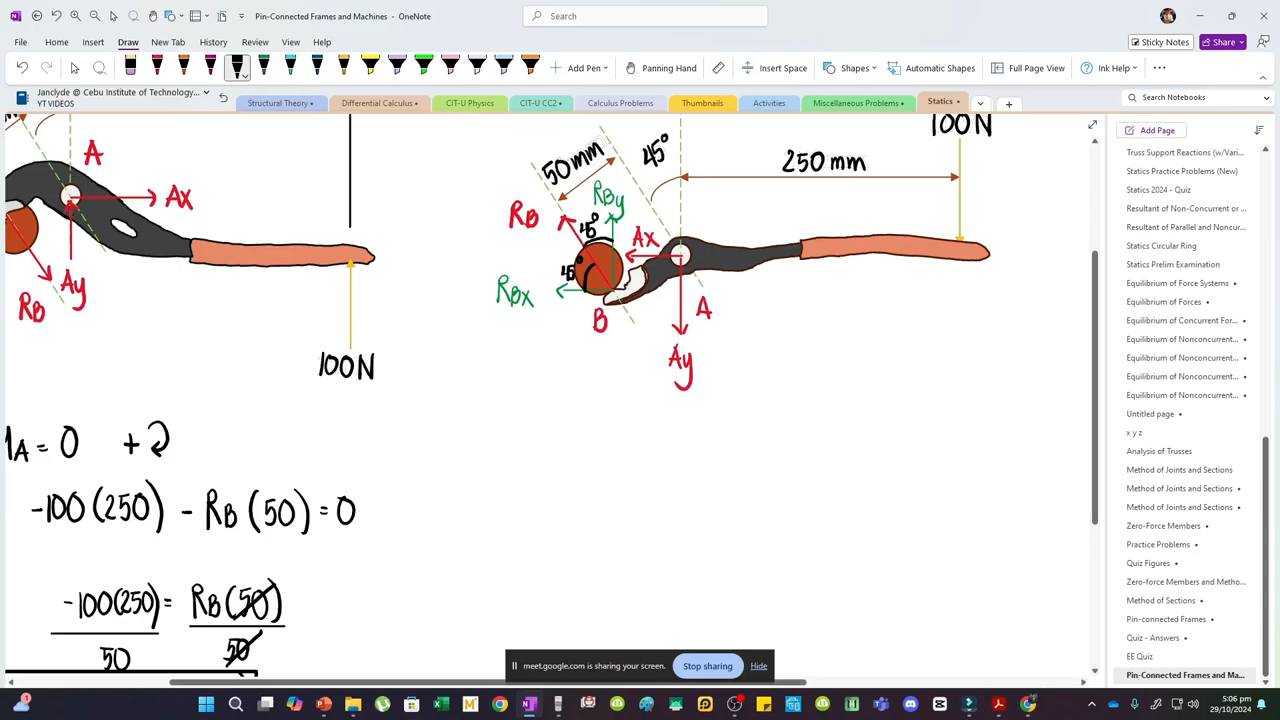 Pin-Connected Frames and Machines - OneNote
Search
File Home Insert Draw New Tab History Review View Help
Sticky Notes
Share
Add Pen
Panning Hand
Insert Space
Shapes
Automatic Shapes
Full Page View
Ink Help
Janclyde @ Cebu Institute of Technology...
YT VIDEOS
Structural Theory
Differential Calculus
CIT-U Physics
CIT-U CC2
Calculus Problems
Thumbnails
Activities
Miscellaneous Problems
Statics
Search Notebooks
Add Page
Truss Support Reactions (w/Vari...
Statics Practice Problems (New)
Statics 2024 - Quiz
Resultant of Non-Concurrent or ...
Resultant of Parallel and Noncur...
Statics Circular Ring
Statics Prelim Examination
Equilibrium of Force Systems
Equilibrium of Forces
Equilibrium of Concurrent For...
Equilibrium of Nonconcurrent...
Equilibrium of Nonconcurrent...
Equilibrium of Nonconcurrent...
Equilibrium of Nonconcurrent...
Untitled page
x y z
Analysis of Trusses
Method of Joints and Sections
Method of Joints and Sections
Method of Joints and Sections
Zero-Force Members
Practice Problems
Quiz Figures
Zero-force Members and Metho...
Method of Sections
Pin-connected Frames
Quiz - Answers
EE Quiz
Pin-Connected Frames and Ma...
A
Ax
Ay
RB
100N
100N
50 mm
45°
250 mm
RBy
RB
45°
Ax
45°
RBx
B
A
Ay
MA = 0 +
-100(250) - RB(50) = 0
-100(250) = RB(50)
50 50
meet.google.com is sharing your screen.
Stop sharing
Hide
1
5:06 pm
29/10/2024